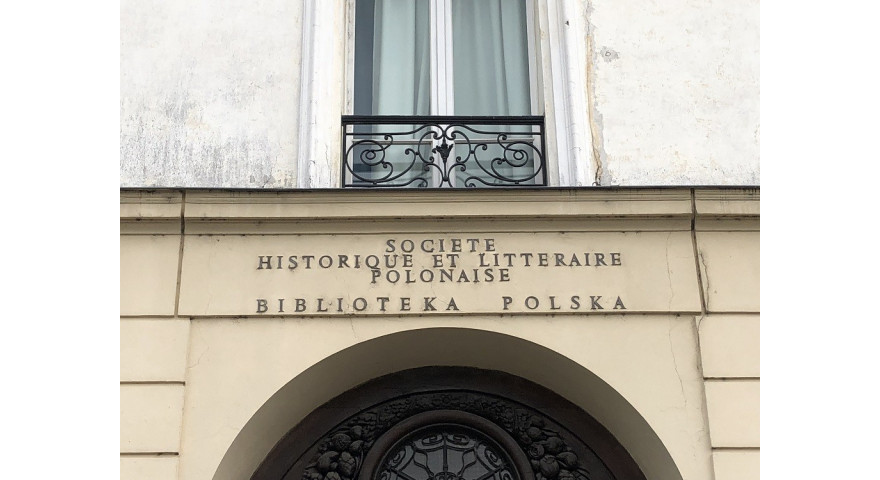 SOCIETE
HISTORIQUE ET LITTERAIRE
POLONAISE
BIBLIOTEKA POLSKA